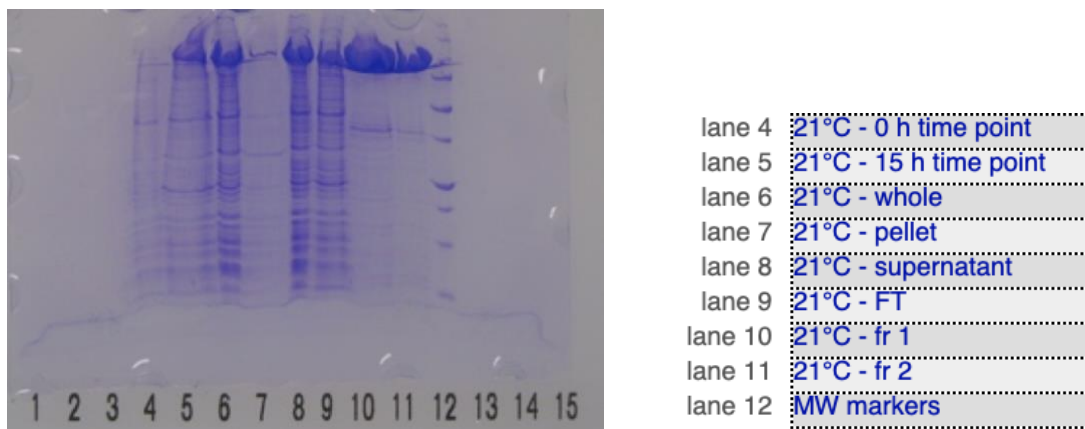 1 2 3 4 5 6 7 8 9 10 11 12 13 14 15
lane 4 21°C - 0 h time point
lane 5 21°C - 15 h time point
lane 6 21°C - whole
lane 7 21°C - pellet
lane 8 21°C - supernatant
lane 9 21°C - FT
lane 10 21°C - fr 1
lane 11 21°C - fr 2
lane 12 MW markers